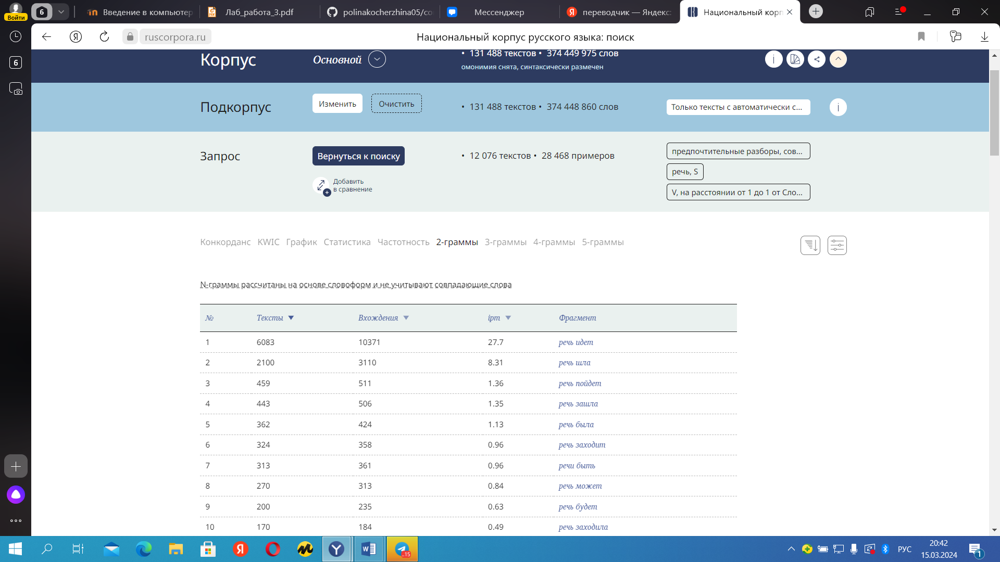 Войти
6
Введение в компьютер
Лаб_работа_3.pdf
polinakocherzhina05/co
Мессенджер
переводчик — Яндекс:
Национальный корп
ruscorpora.ru
Национальный корпус русского языка: поиск
6
Корпус
Основной
• 131 488 текстов • 374 449 975 слов
омонимия снята, синтаксически размечен
Подкорпус
Изменить
Очистить
• 131 488 текстов • 374 448 860 слов
Только тексты с автоматически с...
Запрос
Вернуться к поиску
• 12 076 текстов • 28 468 примеров
предпочтительные разборы, сов...
речь, S
V, на расстоянии от 1 до 1 от Сло...
Добавить
в сравнение
Конкорданс KWIC График Статистика Частотность 2-граммы 3-граммы 4-граммы 5-граммы
N-граммы рассчитаны на основе словоформ и не учитывают совпадающие слова
№ Тексты Вхождения ipm Фрагмент
1 6083 10371 27.7 речь идет
2 2100 3110 8.31 речь шла
3 459 511 1.36 речь пойдет
4 443 506 1.35 речь зашла
5 362 424 1.13 речь была
6 324 358 0.96 речь заходит
7 313 361 0.96 речи быть
8 270 313 0.84 речь может
9 200 235 0.63 речь будет
10 170 184 0.49 речь заходила
..15
РУС
20:42
15.03.2024
1